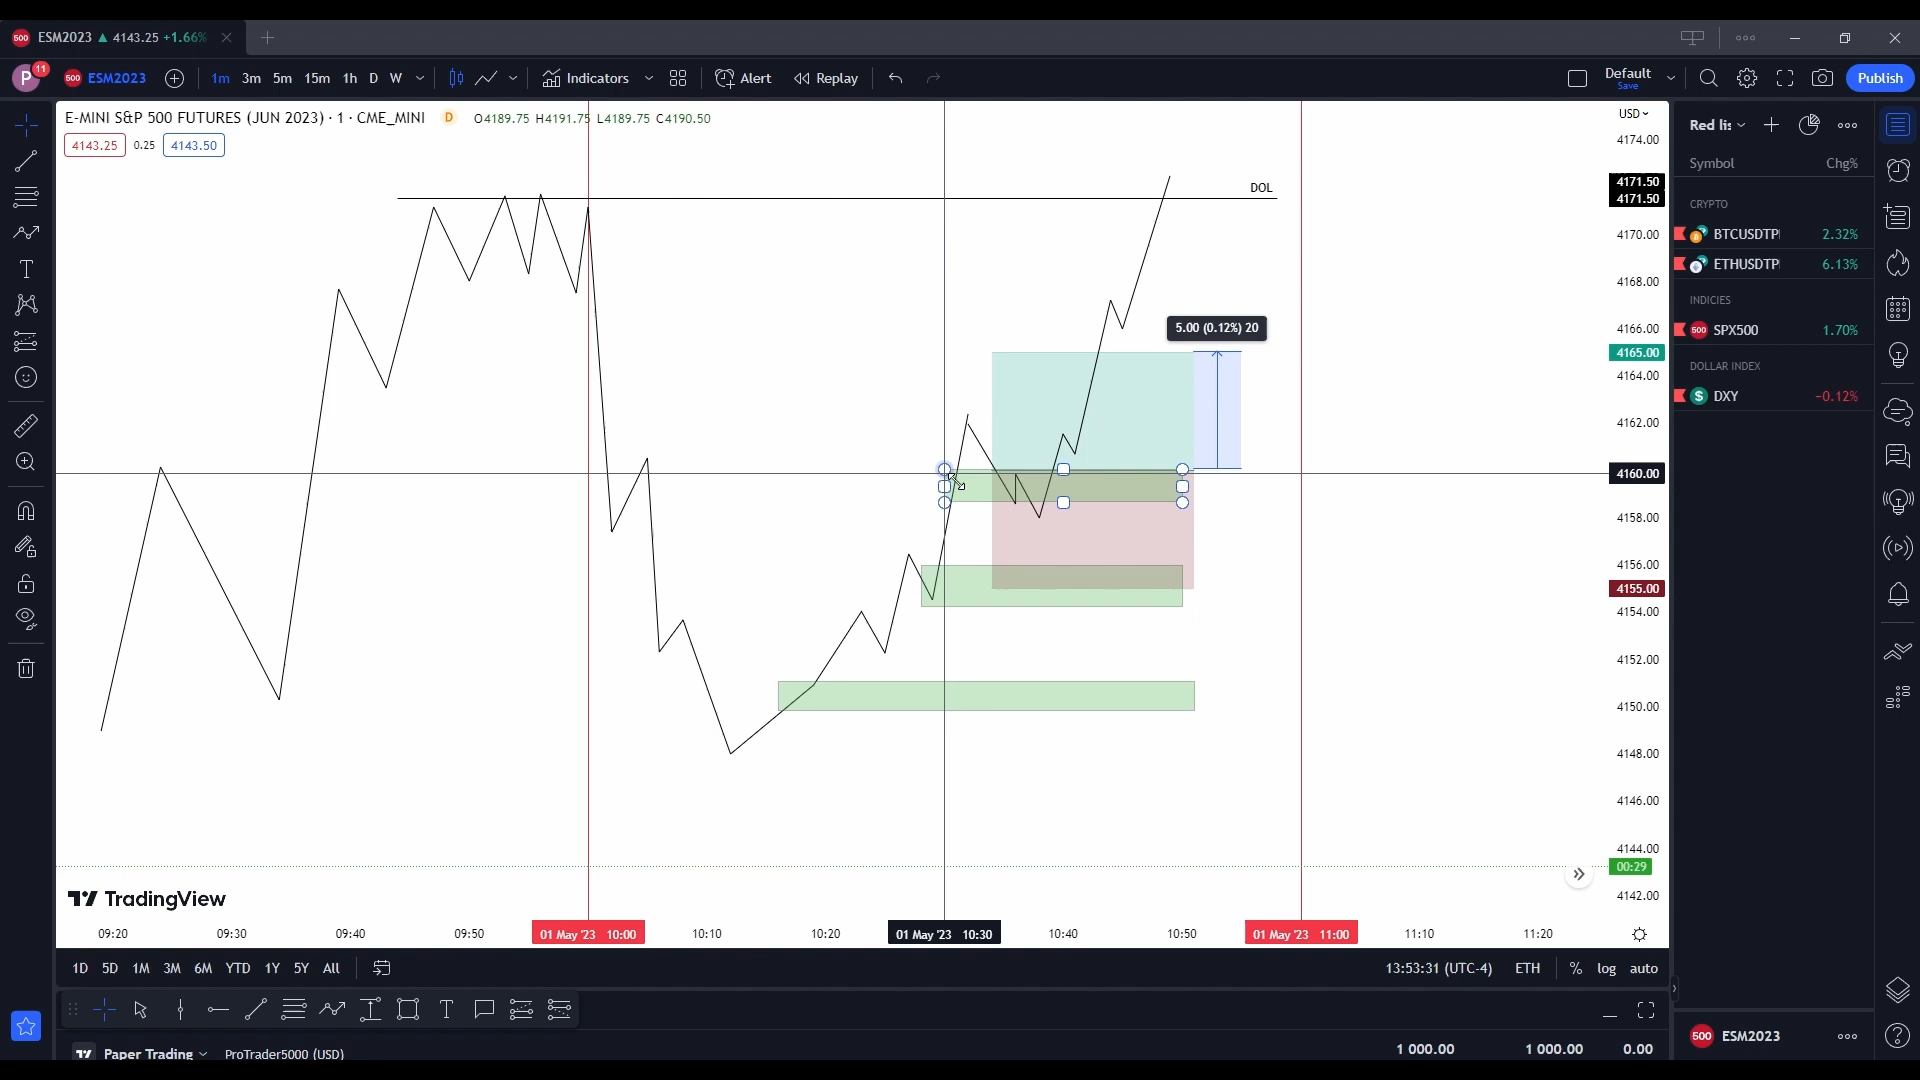 500 ESM2023 ▲ 4143.25 +1.66%
P 11 500 ESM2023 1m 3m 5m 15m 1h D W Indicators Alert Replay Default Save Publish
E-MINI S&P 500 FUTURES (JUN 2023) · 1 · CME_MINI D O4189.75 H4191.75 L4189.75 C4190.50
4143.25 0.25 4143.50
USD
4174.00
4171.50
4171.50
4170.00
4168.00
4166.00
4165.00
4164.00
4162.00
4160.00
4158.00
4156.00
4155.00
4154.00
4152.00
4150.00
4148.00
4146.00
4144.00
00:29
4142.00
DOL
5.00 (0.12%) 20
TradingView
09:20 09:30 09:40 09:50 01 May '23 10:00 10:10 10:20 01 May '23 10:30 10:40 10:50 01 May '23 11:00 11:10 11:20
1D 5D 1M 3M 6M YTD 1Y 5Y All 13:53:31 (UTC-4) ETH % log auto
Paper Trading ProTrader5000 (USD) 1 000.00 1 000.00 0.00
Red lis
Symbol Chg%
CRYPTO
BTCUSDTP 2.32%
ETHUSDTP 6.13%
INDICIES
500 SPX500 1.70%
DOLLAR INDEX
$ DXY −0.12%
500 ESM2023